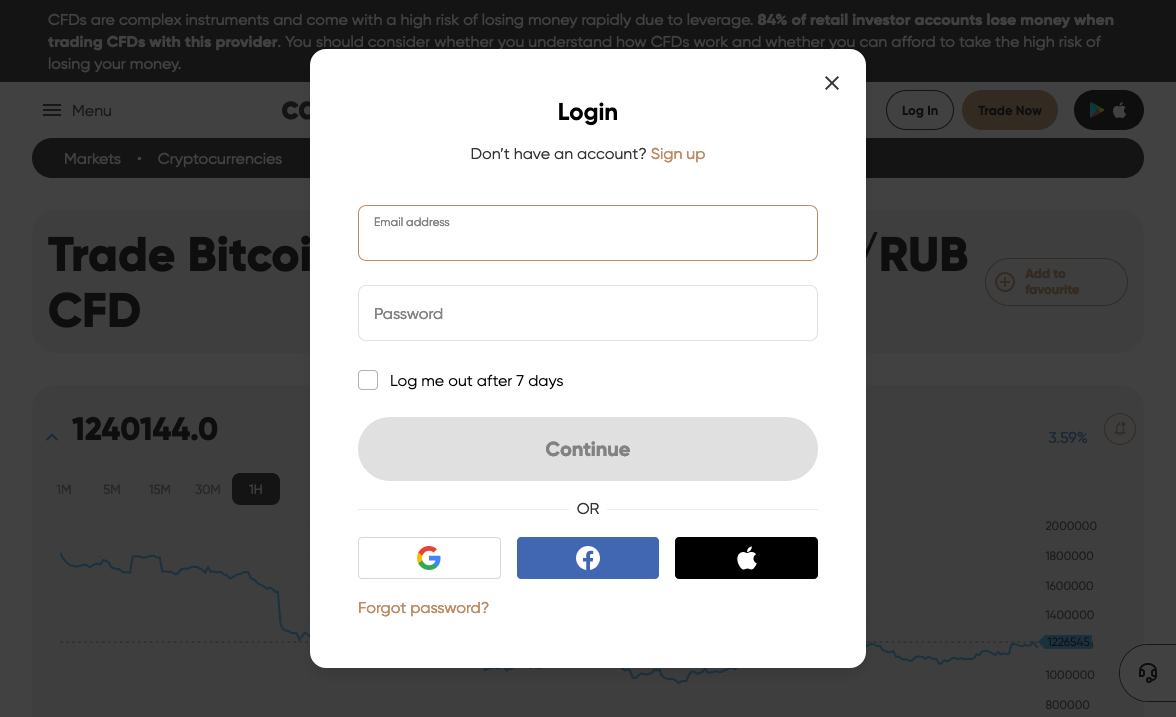 CFDs are complex instruments and come with a high risk of losing money rapidly due to leverage. 84% of retail investor accounts lose money when
trading CFDs with this provider. You should consider whether you understand how CFDs work and whether you can afford to take the high risk of
losing your money.
Menu
Log In
Trade Now
Markets • Cryptocurrencies
Login
Don't have an account? Sign up
Trade
/RUB
CFD
Add to
favourite
Email address
Password
Log me out after 7 days
1240144.0
3.59%
Continue
1M 5M 15M 30M 1H
OR
2000000
1800000
1600000
1400000
1226545
1000000
800000
Forgot password?